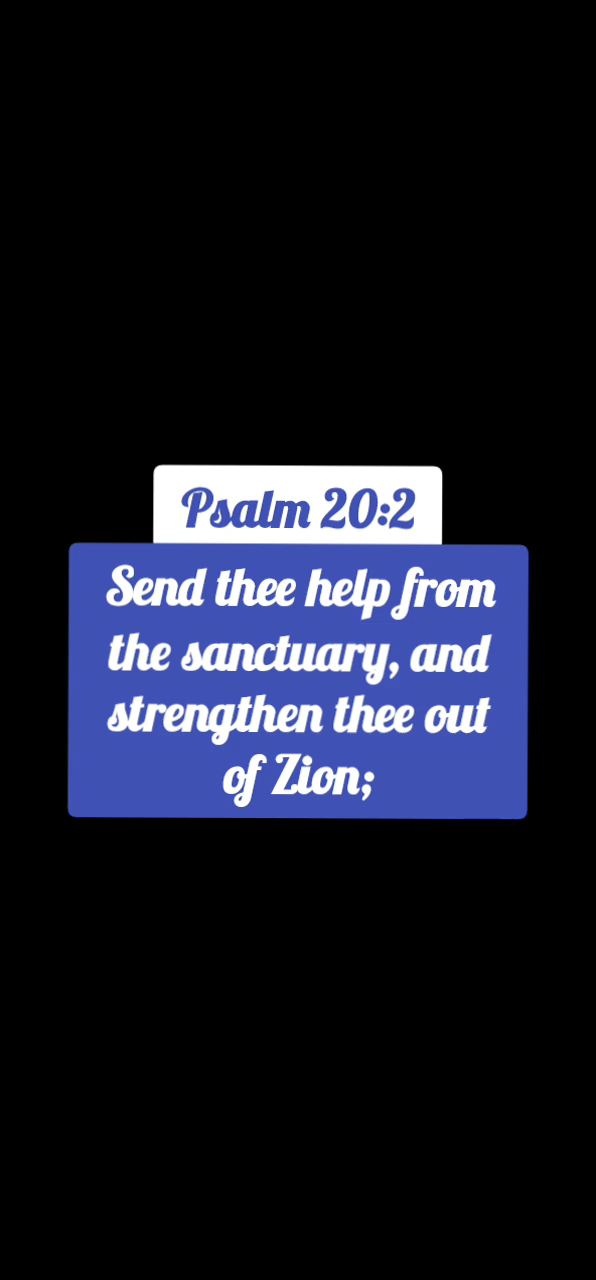 Psalm 20:2
Send thee help from
the sanctuary, and
strengthen thee out
of Zion;